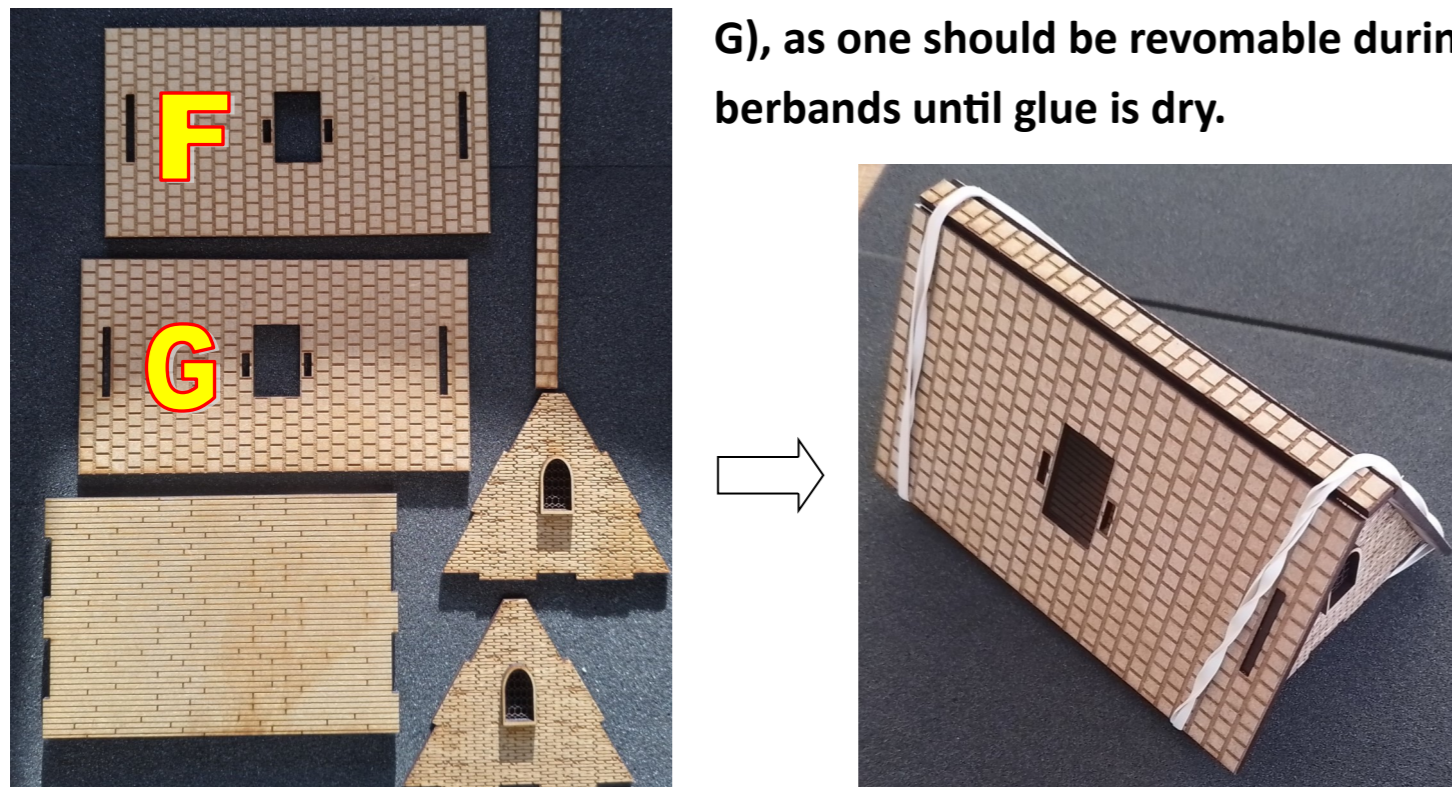 G), as one should be revomable durin
berbands until glue is dry.
F
G